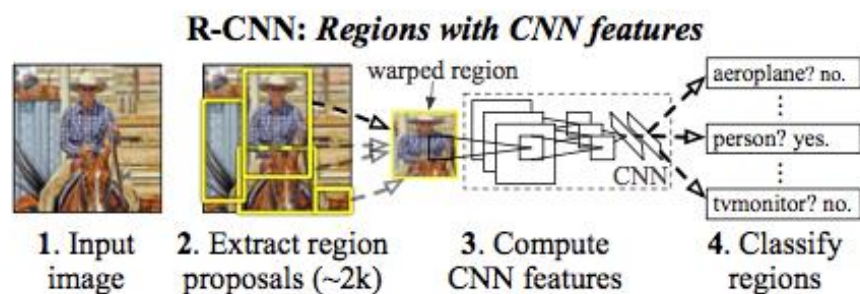 R-CNN: Regions with CNN features
warped region
aeroplane? no.
person? yes.
tvmonitor? no.
CNN
1. Input
image
2. Extract region
proposals (~2k)
3. Compute
CNN features
4. Classify
regions